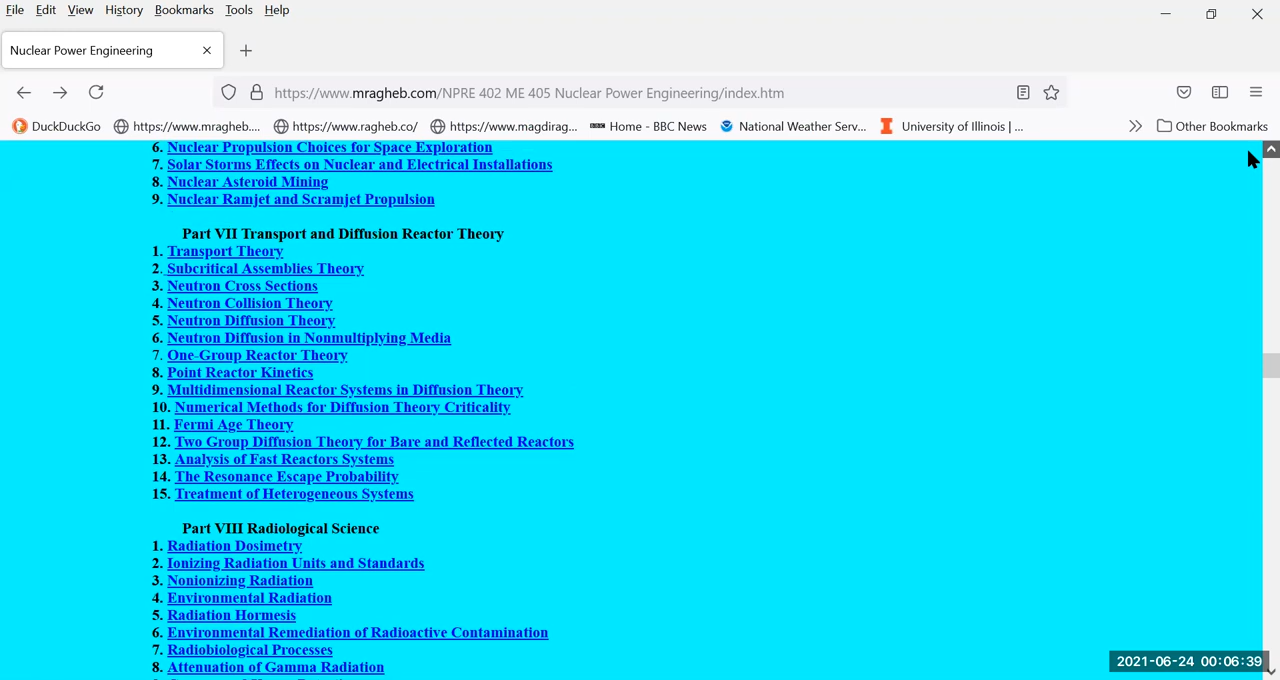 File Edit View History Bookmarks Tools Help
Nuclear Power Engineering
https://www.mragheb.com/NPRE 402 ME 405 Nuclear Power Engineering/index.htm
DuckDuckGo https://www.mragheb.... https://www.ragheb.co/ https://www.magdirag... BBC Home - BBC News National Weather Serv... University of Illinois | ... Other Bookmarks
6. Nuclear Propulsion Choices for Space Exploration
7. Solar Storms Effects on Nuclear and Electrical Installations
8. Nuclear Asteroid Mining
9. Nuclear Ramjet and Scramjet Propulsion
Part VII Transport and Diffusion Reactor Theory
1. Transport Theory
2. Subcritical Assemblies Theory
3. Neutron Cross Sections
4. Neutron Collision Theory
5. Neutron Diffusion Theory
6. Neutron Diffusion in Nonmultiplying Media
7. One-Group Reactor Theory
8. Point Reactor Kinetics
9. Multidimensional Reactor Systems in Diffusion Theory
10. Numerical Methods for Diffusion Theory Criticality
11. Fermi Age Theory
12. Two Group Diffusion Theory for Bare and Reflected Reactors
13. Analysis of Fast Reactors Systems
14. The Resonance Escape Probability
15. Treatment of Heterogeneous Systems
Part VIII Radiological Science
1. Radiation Dosimetry
2. Ionizing Radiation Units and Standards
3. Nonionizing Radiation
4. Environmental Radiation
5. Radiation Hormesis
6. Environmental Remediation of Radioactive Contamination
7. Radiobiological Processes
8. Attenuation of Gamma Radiation
2021-06-24 00:06:39